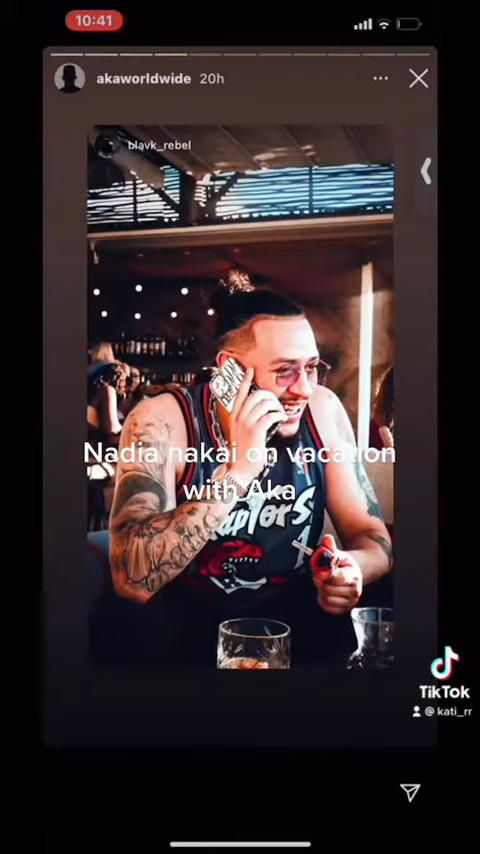 10:41
akaworldwide 20h
blavk_rebel
Nadia nakai on vacation
with Aka
Raptors
TikTok
@kati_rr